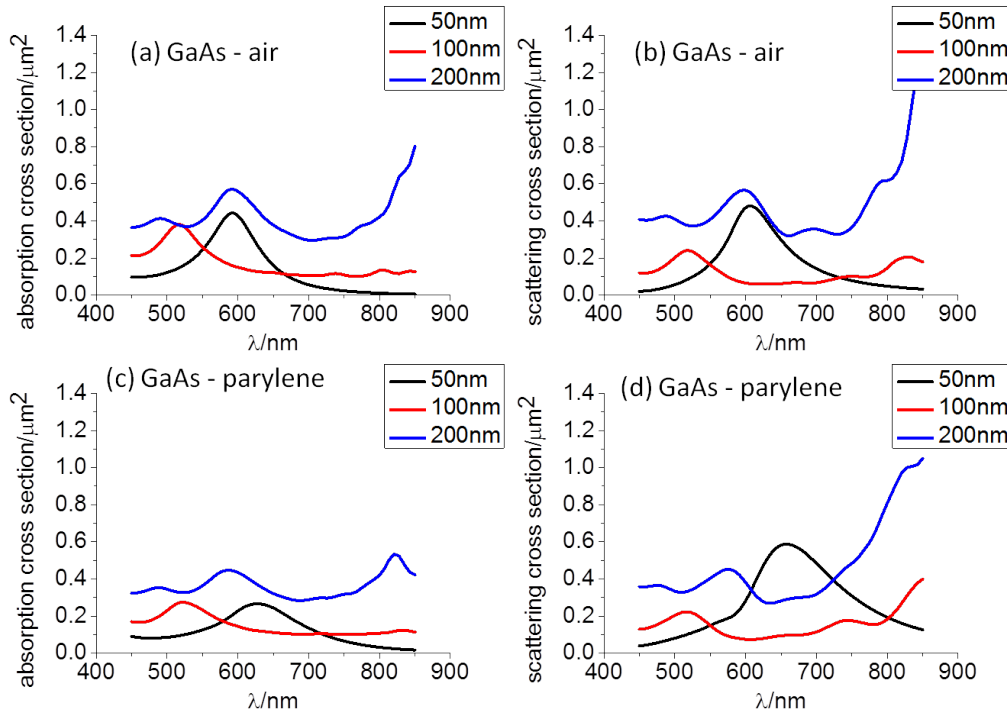 50nm
100nm
200nm
(a) GaAs - air
absorption cross section/μm²
1.4
1.2
1.0
0.8
0.6
0.4
0.2
0.0
400 500 600 700 800 900
λ/nm
50nm
100nm
200nm
(b) GaAs - air
scattering cross section/μm²
1.4
1.2
1.0
0.8
0.6
0.4
0.2
0.0
400 500 600 700 800 900
λ/nm
(c) GaAs - parylene
50nm
100nm
200nm
absorption cross section/μm²
1.4
1.2
1.0
0.8
0.6
0.4
0.2
0.0
400 500 600 700 800 900
λ/nm
(d) GaAs - parylene
50nm
100nm
200nm
scattering cross section/μm²
1.4
1.2
1.0
0.8
0.6
0.4
0.2
0.0
400 500 600 700 800 900
λ/nm